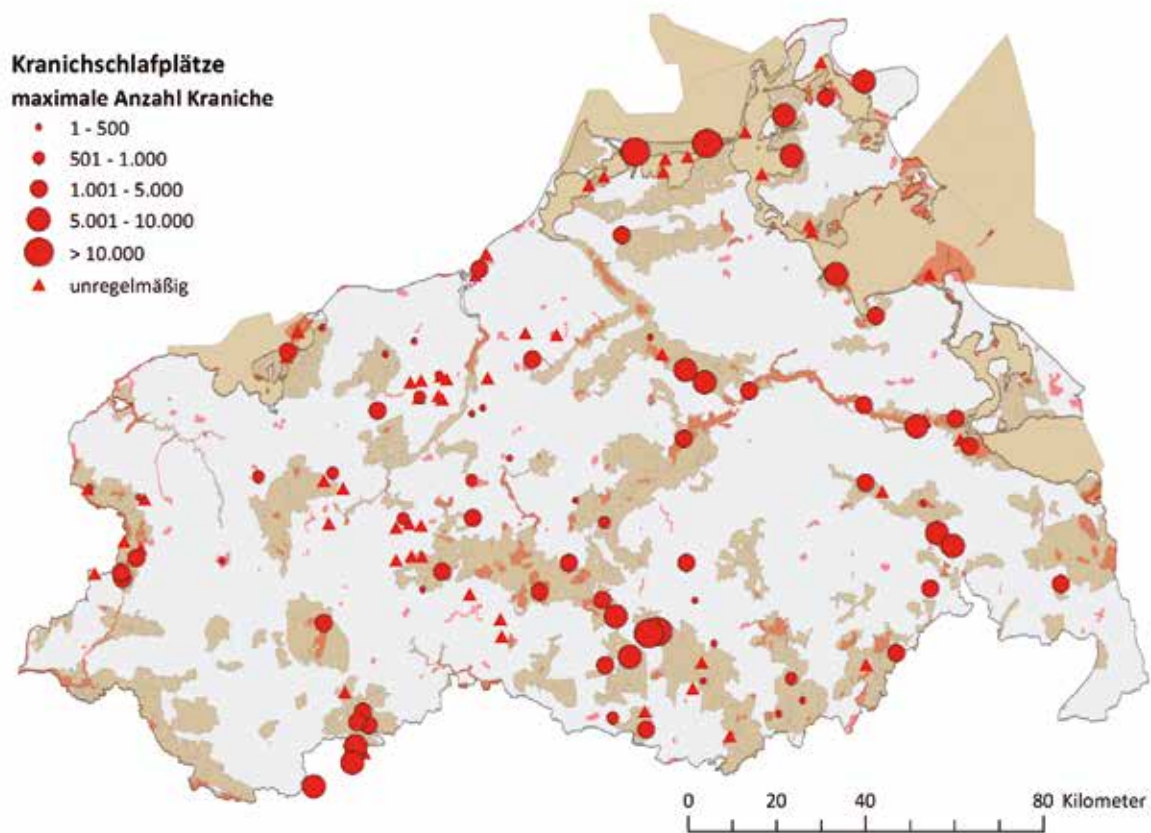 Kranichschlafplätze
maximale Anzahl Kraniche
1 - 500
501 - 1.000
1.001 - 5.000
5.001 - 10.000
> 10.000
unregelmäßig
0 20 40 80 Kilometer